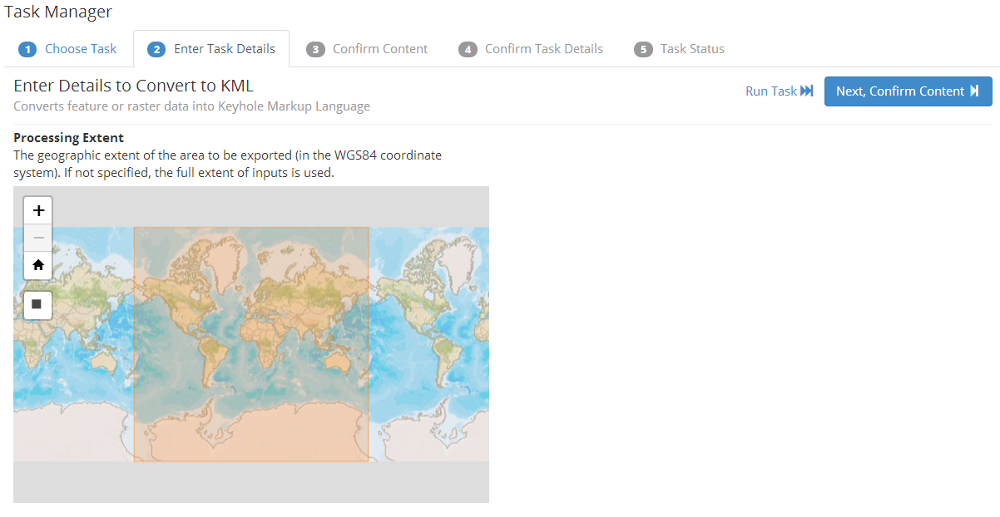 Task Manager
1 Choose Task 2 Enter Task Details 3 Confirm Content 4 Confirm Task Details 5 Task Status
Enter Details to Convert to KML
Run Task Next, Confirm Content
Converts feature or raster data into Keyhole Markup Language
Processing Extent
The geographic extent of the area to be exported (in the WGS84 coordinate
system). If not specified, the full extent of inputs is used.
+
−